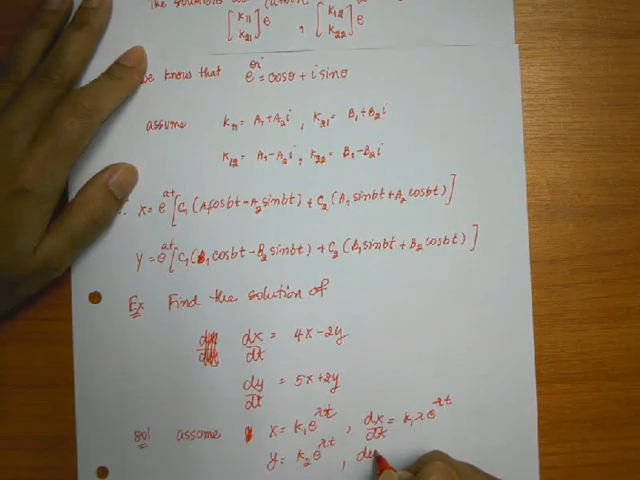 The solutions
[K11 K21] e , [K12 K22] e
we know that e^θi = cosθ + i sinθ
assume K11 = A1+A2i , K21 = B1+B2i
K12 = A1-A2i , K22 = B1-B2i
x = e^at [C1 (A1cosbt - A2sinbt) + C2 (A1sinbt + A2cosbt)]
y = e^at [C1 (B1cosbt - B2sinbt) + C2 (B1sinbt + B2cosbt)]
Ex Find the solution of
dx/dt = 4x-2y
dy/dt = 5x+2y
sol assume x = k1e^λt , dx/dt = k1λe^λt
y = k2e^λt , dy